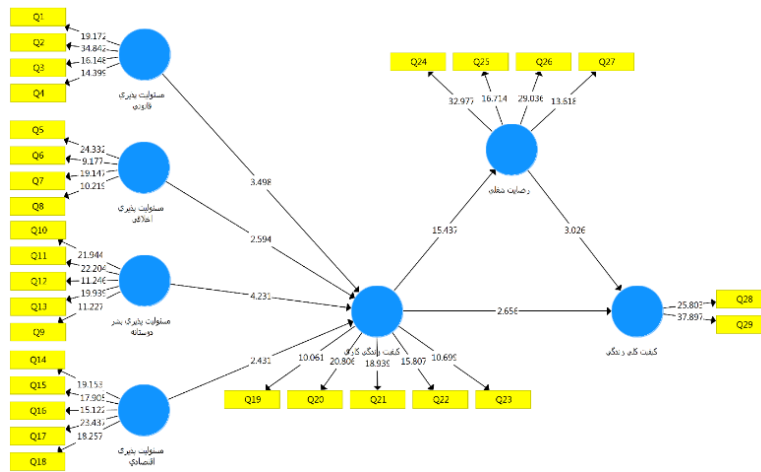 Q1
Q2
Q3
Q4
19.172
34.842
16.148
14.399
مسئولیت پذیری
قانونی
Q5
Q6
Q7
Q8
24.332
9.177
19.147
10.219
مسئولیت پذیری
اخلاقی
Q10
Q11
Q12
Q13
Q9
21.944
22.204
11.246
19.939
11.227
مسئولیت پذیری بشر
دوستانه
Q14
Q15
Q16
Q17
Q18
19.153
17.905
15.122
23.437
18.257
مسئولیت پذیری
اقتصادی
3.498
2.594
4.231
2.431
کیفیت زندگی کاری
10.061
20.806
18.939
15.807
10.699
Q19
Q20
Q21
Q22
Q23
15.437
2.656
3.026
Q24
Q25
Q26
Q27
32.977
16.714
29.036
13.618
رضایت شغلی
کیفیت کلی زندگی
25.803
37.897
Q28
Q29